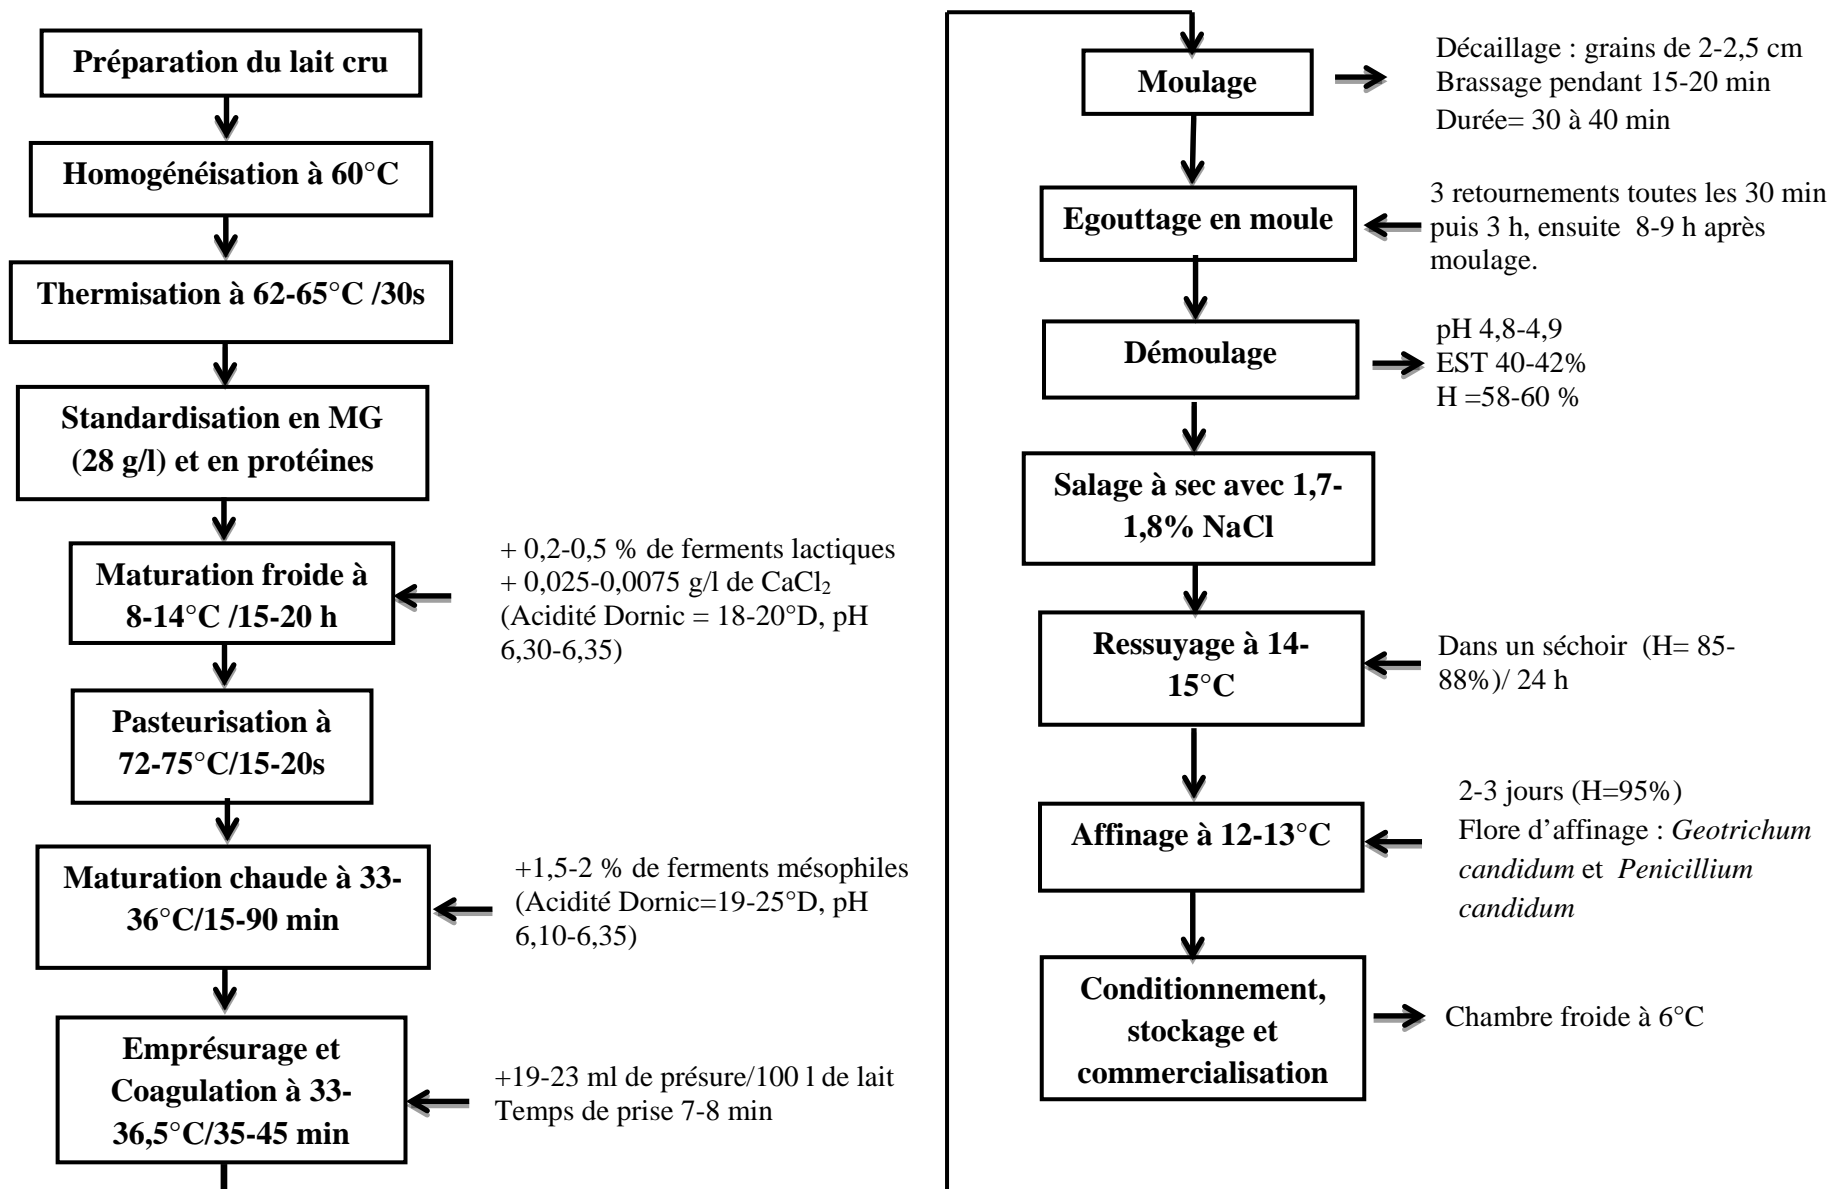 Préparation du lait cru
Homogénéisation à 60°C
Thermisation à 62-65°C /30s
Standardisation en MG
(28 g/l) et en protéines
Maturation froide à
8-14°C /15-20 h
+ 0,2-0,5 % de ferments lactiques
+ 0,025-0,0075 g/l de CaCl₂
(Acidité Dornic = 18-20°D, pH
6,30-6,35)
Pasteurisation à
72-75°C/15-20s
Maturation chaude à 33-
36°C/15-90 min
+1,5-2 % de ferments mésophiles
(Acidité Dornic=19-25°D, pH
6,10-6,35)
Emprésurage et
Coagulation à 33-
36,5°C/35-45 min
+19-23 ml de présure/100 l de lait
Temps de prise 7-8 min
Moulage
Décaillage : grains de 2-2,5 cm
Brassage pendant 15-20 min
Durée= 30 à 40 min
Egouttage en moule
3 retournements toutes les 30 min
puis 3 h, ensuite 8-9 h après
moulage.
Démoulage
pH 4,8-4,9
EST 40-42%
H =58-60 %
Salage à sec avec 1,7-
1,8% NaCl
Ressuyage à 14-
15°C
Dans un séchoir (H= 85-
88%)/ 24 h
Affinage à 12-13°C
2-3 jours (H=95%)
Flore d’affinage : Geotrichum
candidum et Penicillium
candidum
Conditionnement,
stockage et
commercialisation
Chambre froide à 6°C